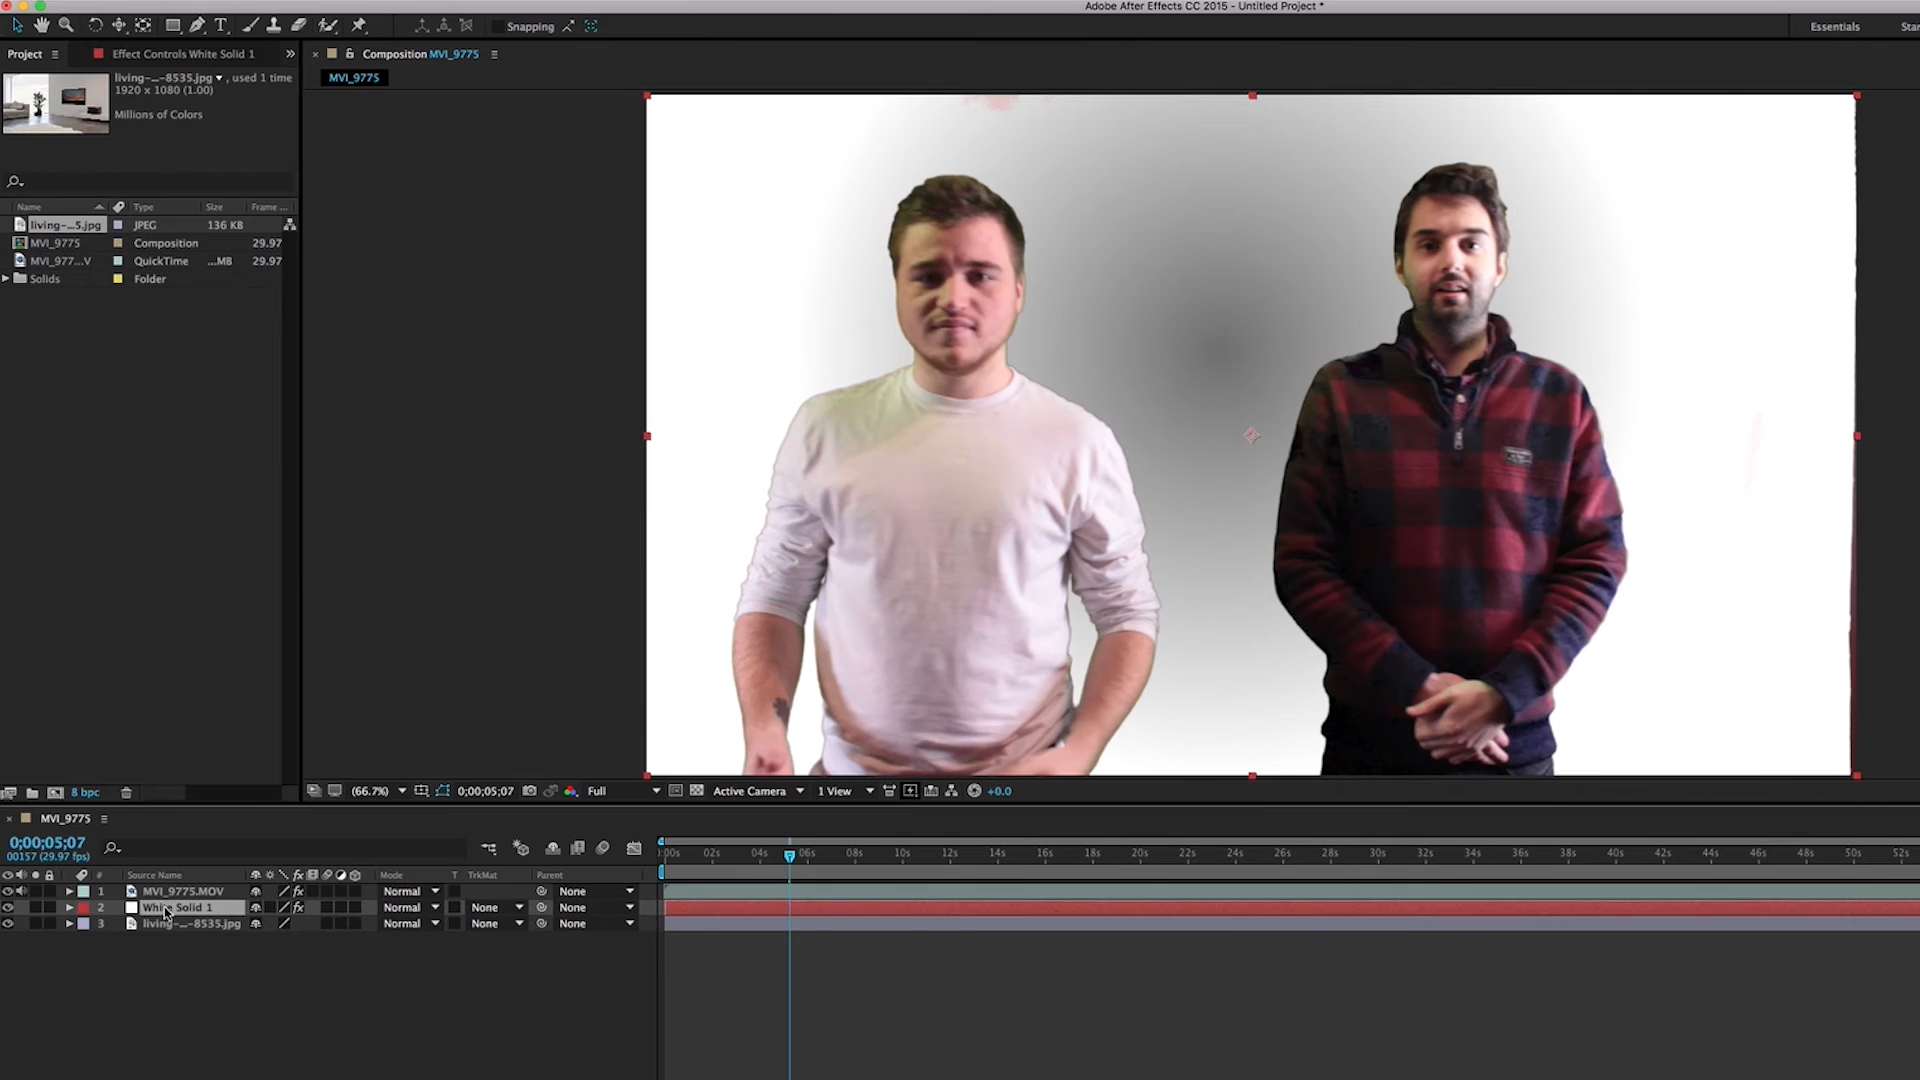 Adobe After Effects CC 2015 - Untitled Project *
Snapping
Essentials
Project
Effect Controls White Solid 1
Composition MVI_9775
living-...-8535.jpg ▾ , used 1 time
1920 x 1080 (1.00)
MVI_9775
Millions of Colors
Name Type Size Frame ...
living-...5.jpg JPEG 136 KB
MVI_9775 Composition 29.97
MVI_977...V QuickTime ...MB 29.97
Solids Folder
8 bpc
(66.7%) 0;00;05;07 Full Active Camera 1 View +0.0
MVI_9775
0;00;05;07
00157 (29.97 fps)
:00s 02s 04s 06s 08s 10s 12s 14s 16s 18s 20s 22s 24s 26s 28s 30s 32s 34s 36s 38s 40s 42s 44s 46s 48s 50s 52s
# Source Name Mode T TrkMat Parent
1 MVI_9775.MOV Normal None
2 White Solid 1 Normal None None
3 living-...-8535.jpg Normal None None